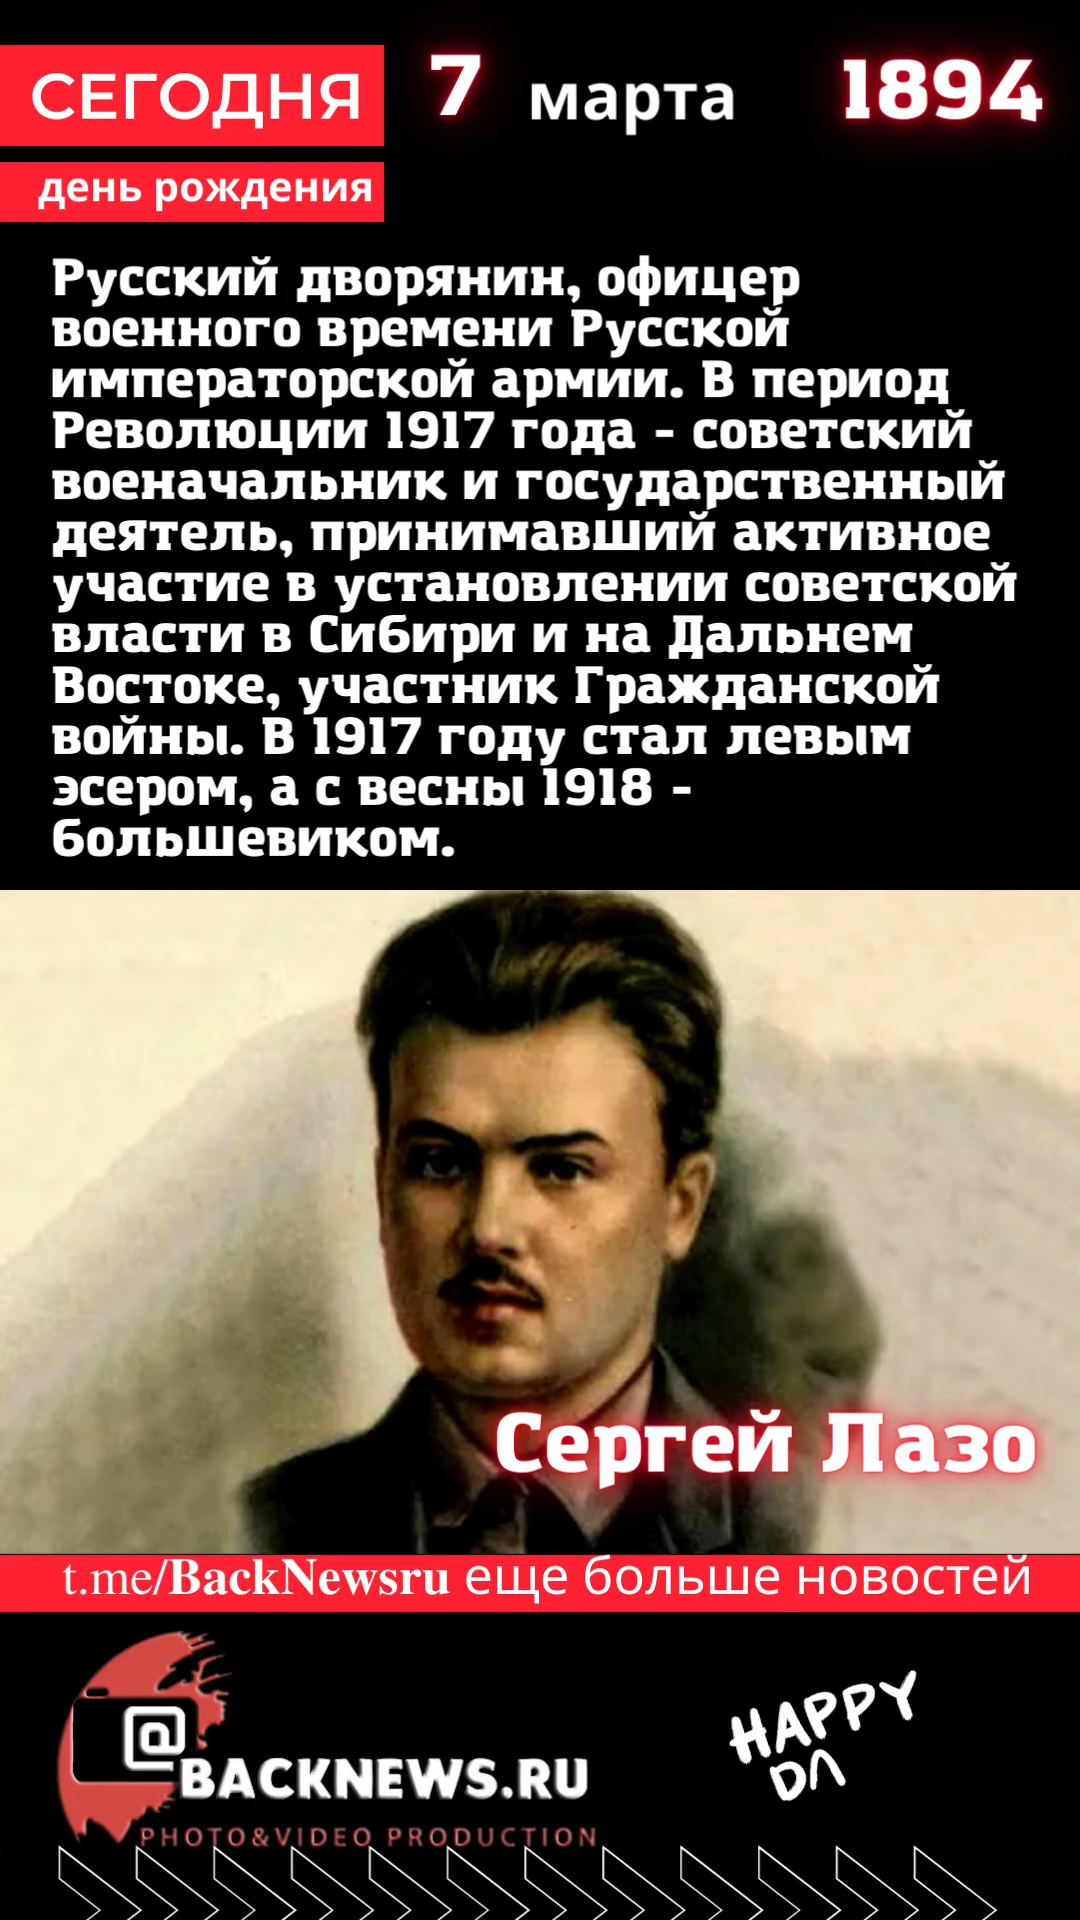 СЕГОДНЯ 7 марта 1894
день рождения
Русский дворянин, офицер
военного времени Русской
императорской армии. В период
Революции 1917 года - советский
военачальник и государственный
деятель, принимавший активное
участие в установлении советской
власти в Сибири и на Дальнем
Востоке, участник Гражданской
войны. В 1917 году стал левым
эсером, а с весны 1918 -
большевиком.
Сергей Лазо
t.me/BackNewsru еще больше новостей
@
BACKNEWS.RU
PHOTO&VIDEO PRODUCTION
HAPPY